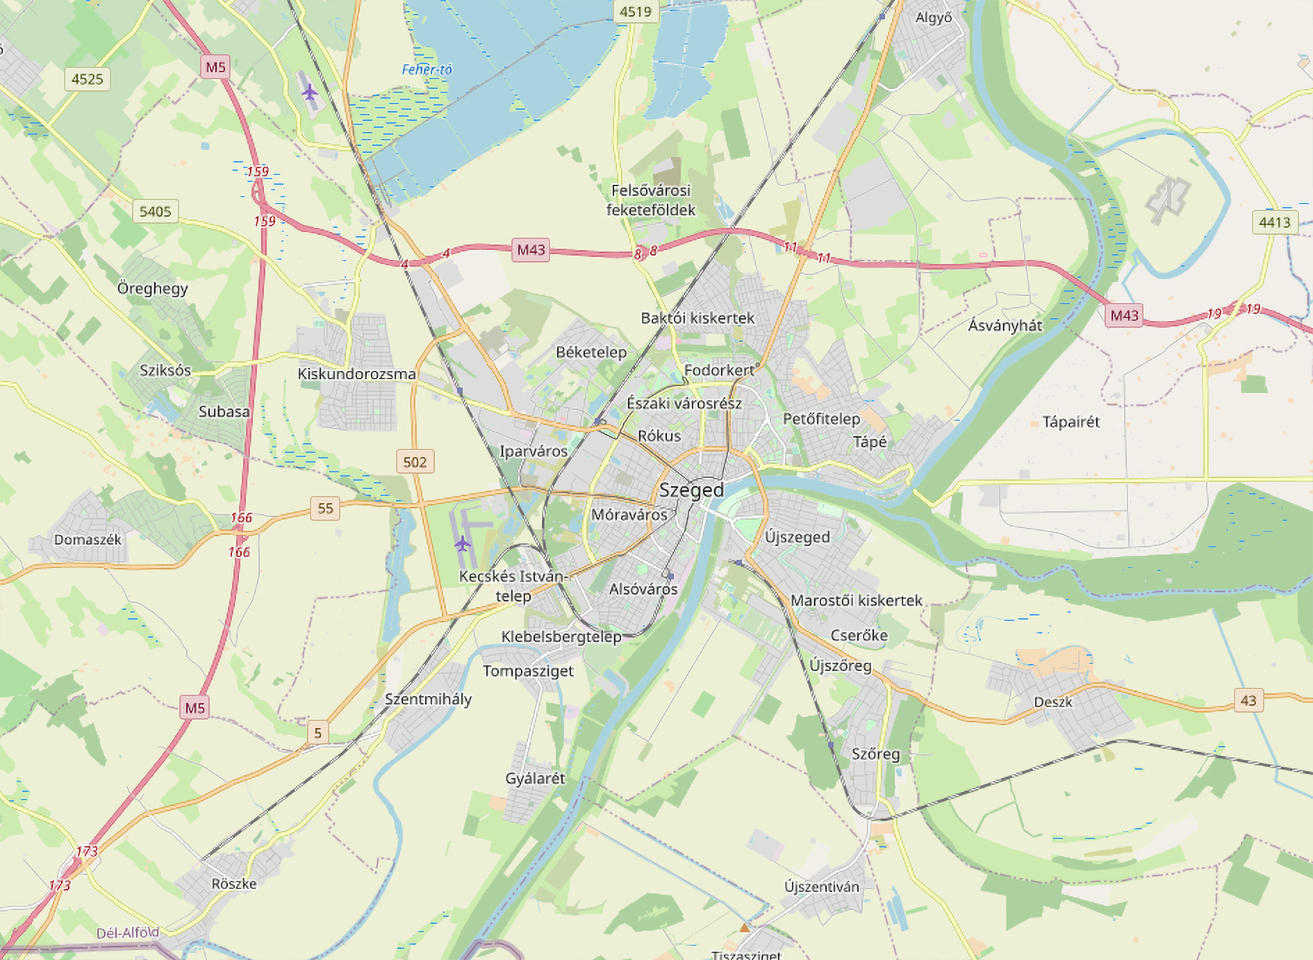 4519
Algyő
M5
Fehér-tó
4525
159
5405
159
Felsővárosi
feketeföldek
4413
4
4
M43
8
8
11
11
Öreghegy
M43
19
19
Baktói kiskertek
Ásványhát
Béketelep
Sziksós
Kiskundorozsma
Fodorkert
Subasa
Északi városrész
Petőfitelep
Tápairét
Rókus
Tápé
Iparváros
502
Szeged
55
Móraváros
166
Domaszék
166
Újszeged
Kecskés István-
telep
Alsóváros
Marostői kiskertek
Klebelsbergtelep
Cserőke
Tompasziget
Újszőreg
Szentmihály
Deszk
43
M5
5
Szőreg
Gyálarét
173
173
Röszke
Újszentiván
Dél-Alföld
Tiszasziget